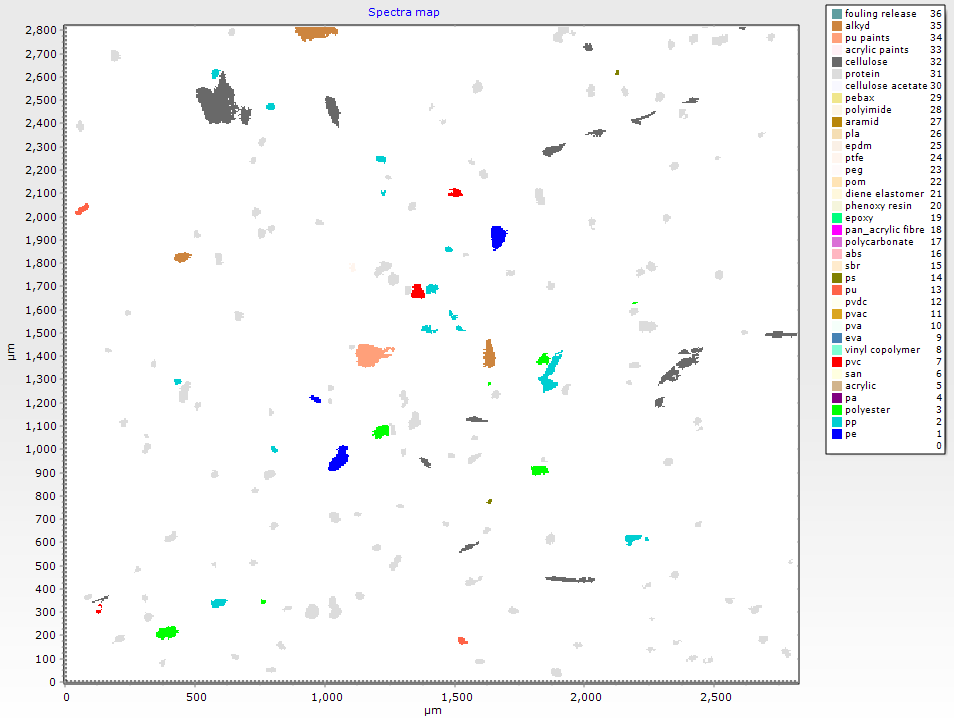 Spectra map
2,800
2,700
2,600
2,500
2,400
2,300
2,200
2,100
2,000
1,900
1,800
1,700
1,600
1,500
1,400
1,300
1,200
1,100
1,000
900
800
700
600
500
400
300
200
100
0
µm
0 500 1,000 1,500 2,000 2,500
µm
fouling release 36
alkyd 35
pu paints 34
acrylic paints 33
cellulose 32
protein 31
cellulose acetate 30
pebax 29
polyimide 28
aramid 27
pla 26
epdm 25
ptfe 24
peg 23
pom 22
diene elastomer 21
phenoxy resin 20
epoxy 19
pan_acrylic fibre 18
polycarbonate 17
abs 16
sbr 15
ps 14
pu 13
pvdc 12
pvac 11
pva 10
eva 9
vinyl copolymer 8
pvc 7
san 6
acrylic 5
pa 4
polyester 3
pp 2
pe 1
0